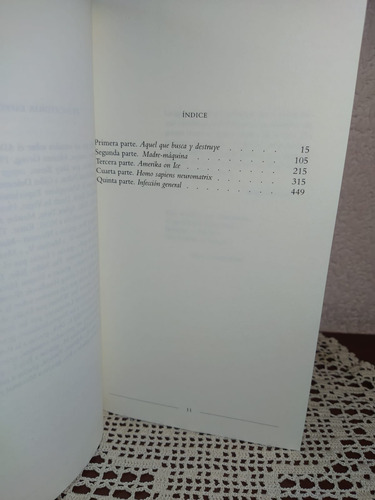 ÍNDICE
Primera parte. Aquel que busca y destruye . . . . . 15
Segunda parte. Madre-máquina . . . . . . . . 105
Tercera parte. Amerika on Ice . . . . . . . . 215
Cuarta parte. Homo sapiens neuromatrix . . . . . . 315
Quinta parte. Infección general . . . . . . . . 449
11